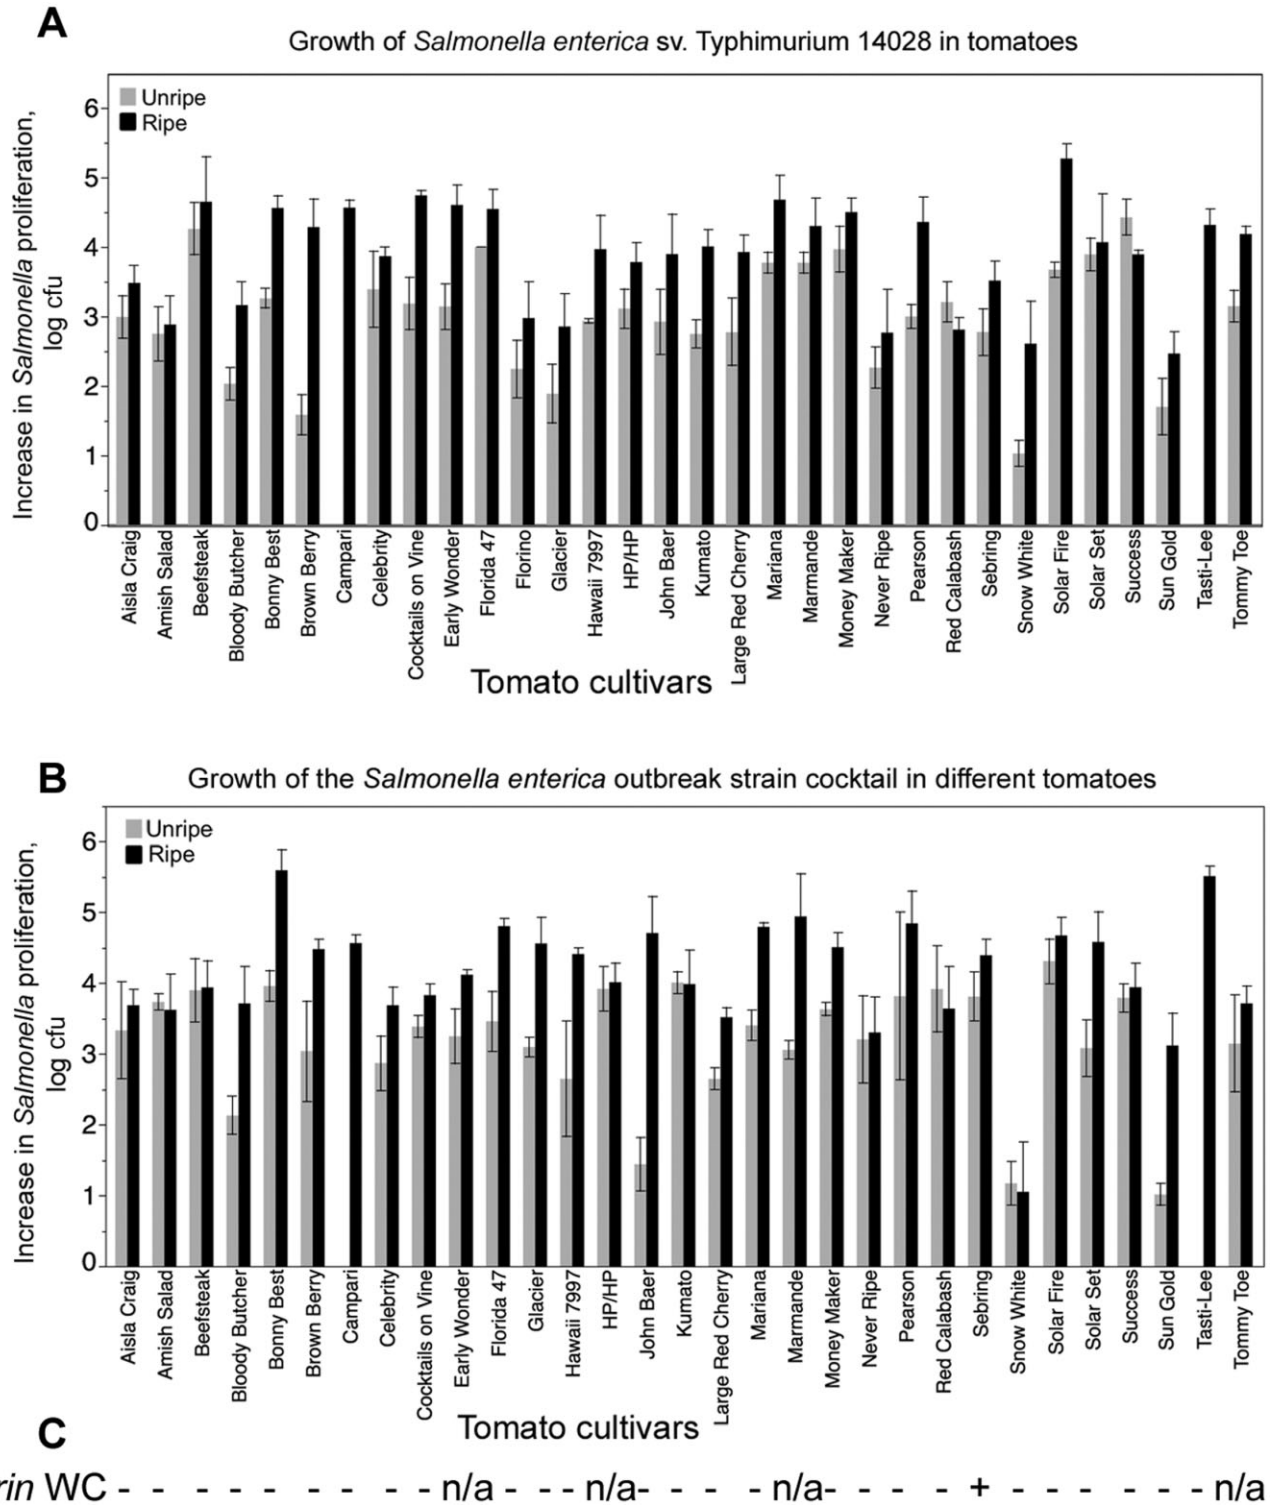 A
Growth of Salmonella enterica sv. Typhimurium 14028 in tomatoes
Increase in Salmonella proliferation,
log cfu
Unripe
Ripe
6
5
4
3
2
1
0
Aisla Craig
Amish Salad
Beefsteak
Bloody Butcher
Bonny Best
Brown Berry
Campari
Celebrity
Cocktails on Vine
Early Wonder
Florida 47
Florino
Glacier
Hawaii 7997
HP/HP
John Baer
Kumato
Large Red Cherry
Mariana
Marmande
Money Maker
Never Ripe
Pearson
Red Calabash
Sebring
Snow White
Solar Fire
Solar Set
Success
Sun Gold
Tasti-Lee
Tommy Toe
Tomato cultivars
B
Growth of the Salmonella enterica outbreak strain cocktail in different tomatoes
Increase in Salmonella proliferation,
log cfu
Unripe
Ripe
6
5
4
3
2
1
0
Aisla Craig
Amish Salad
Beefsteak
Bloody Butcher
Bonny Best
Brown Berry
Campari
Celebrity
Cocktails on Vine
Early Wonder
Florida 47
Glacier
Hawaii 7997
HP/HP
John Baer
Kumato
Large Red Cherry
Mariana
Marmande
Money Maker
Never Ripe
Pearson
Red Calabash
Sebring
Snow White
Solar Fire
Solar Set
Success
Sun Gold
Tasti-Lee
Tommy Toe
Tomato cultivars
C
rin WC - - - - - - - - - n/a - - - n/a - - - - n/a - - - - + - - - - - - n/a